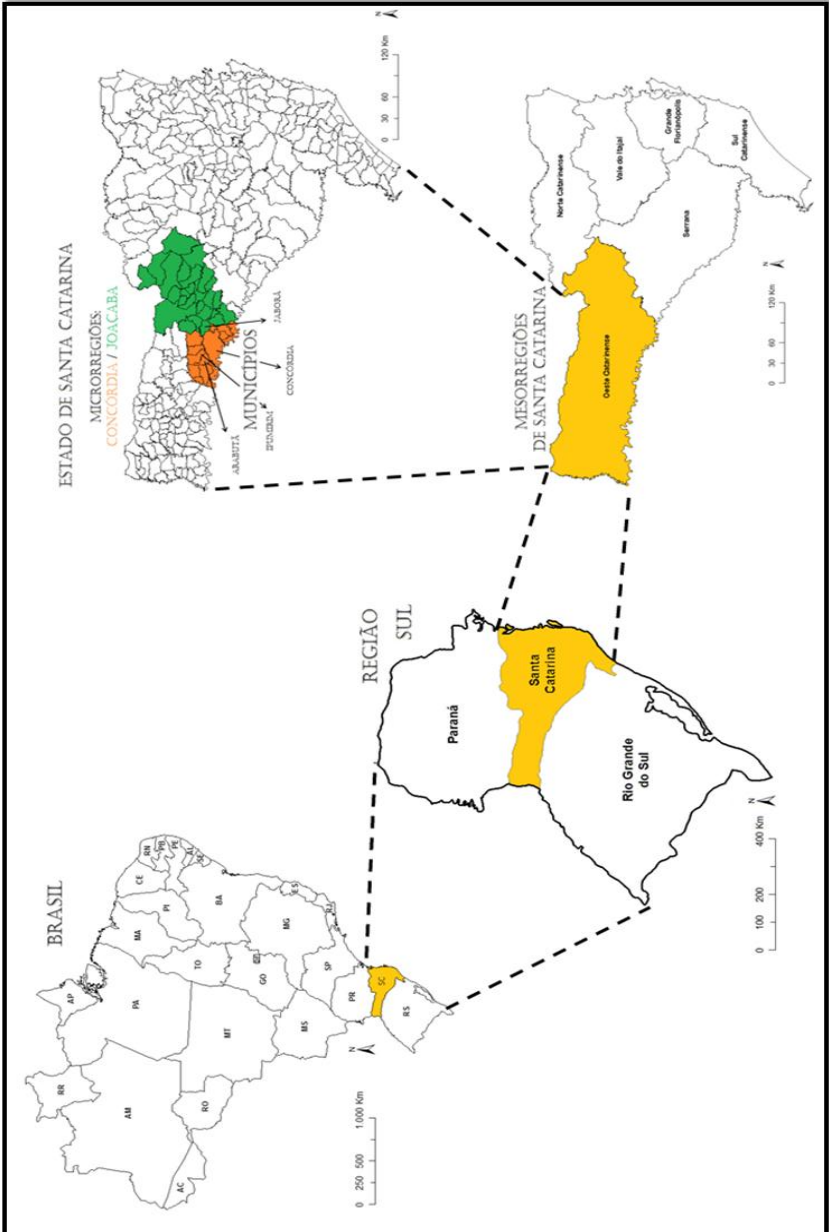 BRASIL
RR
AP
AM
PA
MA
CE
RN
PB
PE
AL
SE
PI
AC
RO
TO
BA
MT
GO
DF
MG
ES
MS
SP
RJ
PR
SC
RS
N
0 250 500 1.000 Km
REGIÃO
SUL
Paraná
Santa
Catarina
Rio Grande
do Sul
N
0 100 200 400 Km
ESTADO DE SANTA CATARINA
MICRORREGIÕES:
CONCÓRDIA / JOAÇABA
MUNICÍPIOS
ARABUTÃ
IPUMIRIM
CONCÓRDIA
JABORÁ
N
0 30 60 120 Km
MESORREGIÕES
DE SANTA CATARINA
Oeste Catarinense
Norte Catarinense
Vale do Itajaí
Grande
Florianópolis
Serrana
Sul
Catarinense
N
0 30 60 120 Km